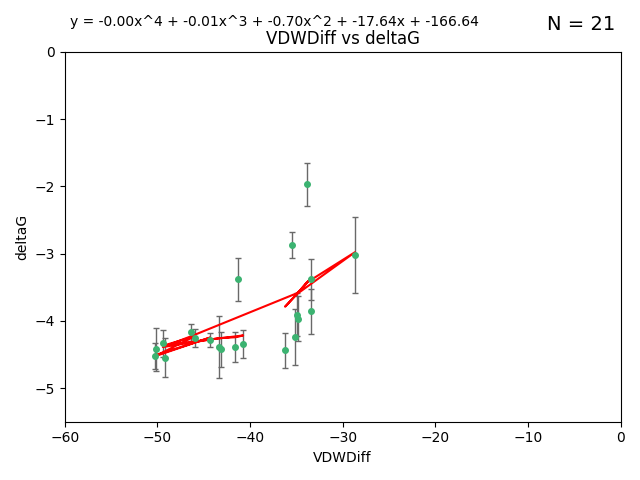 y = -0.00x^4 + -0.01x^3 + -0.70x^2 + -17.64x + -166.64
N = 21
VDWDiff vs deltaG
0
−1
−2
−3
−4
−5
deltaG
−60
−50
−40
−30
−20
−10
0
VDWDiff